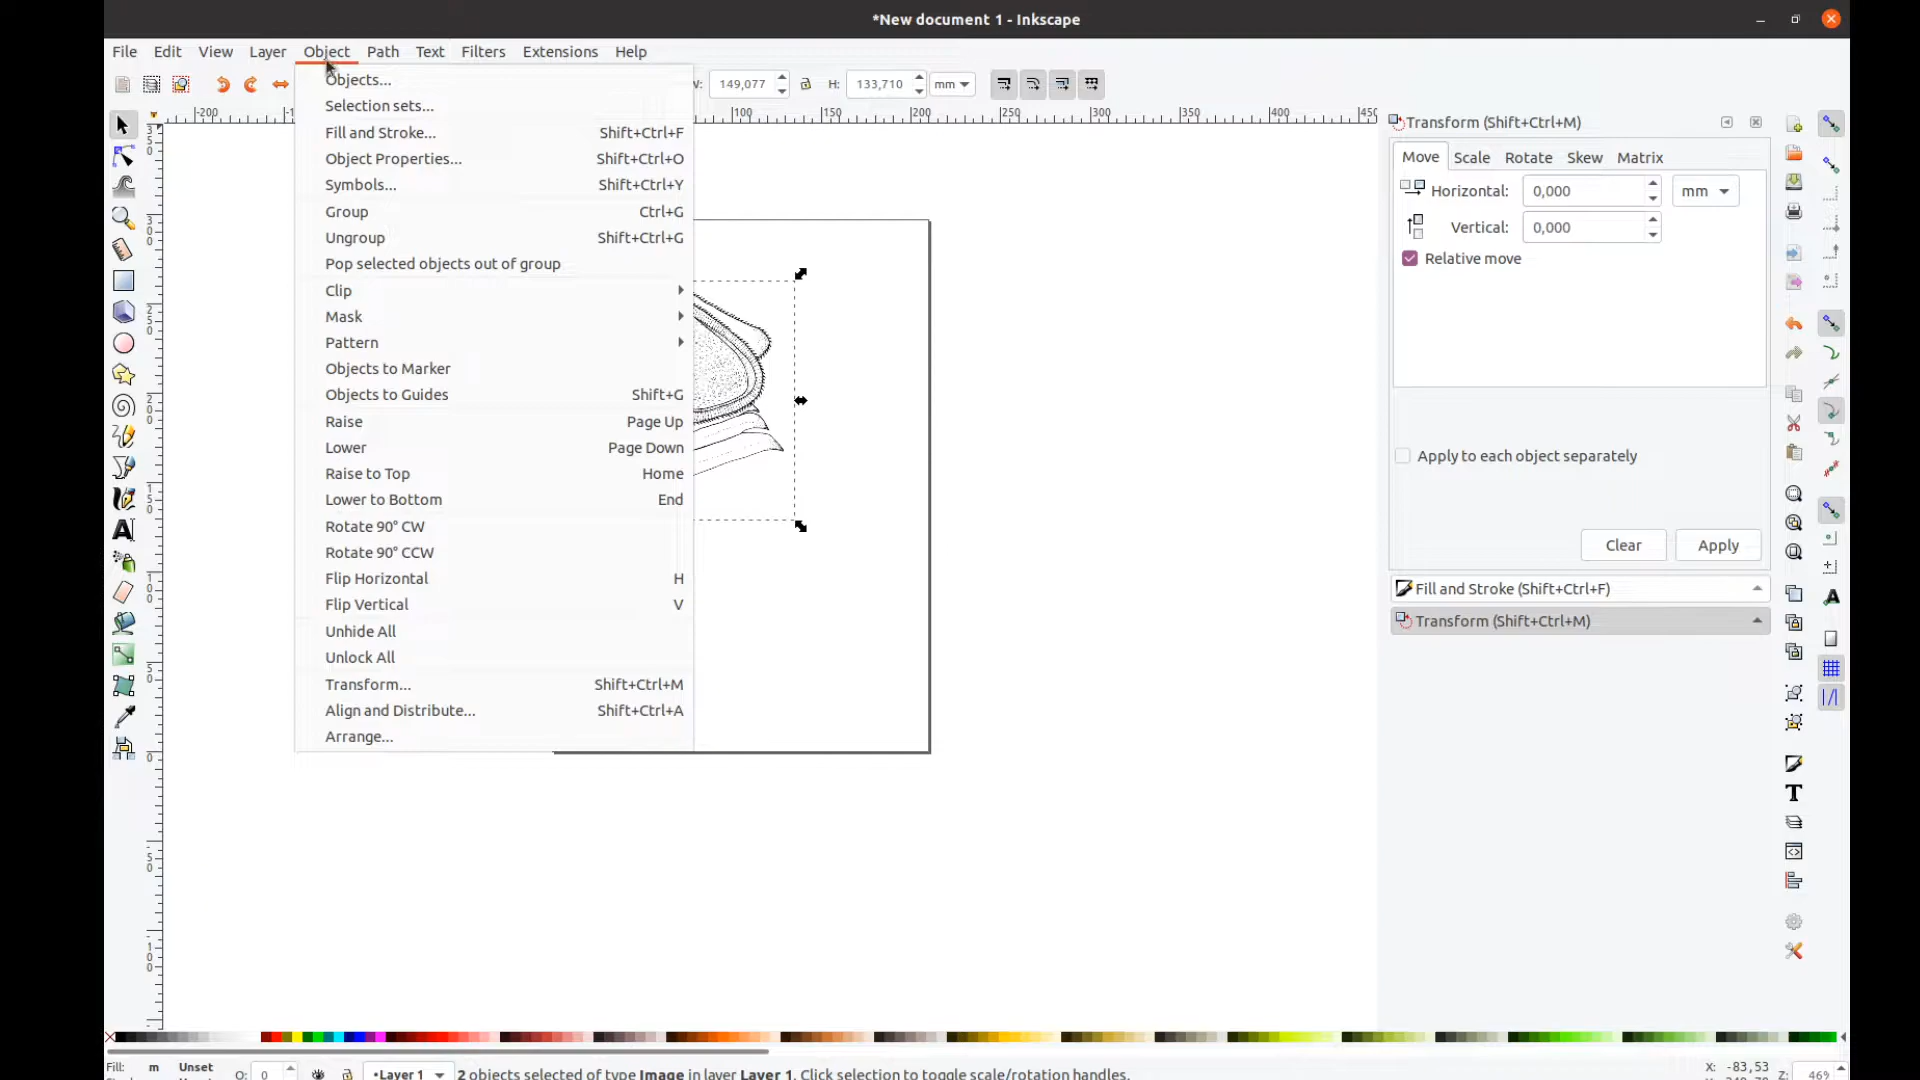 *New document 1 - Inkscape
File Edit View Layer Object Path Text Filters Extensions Help
149,077 H: 133,710 mm
Objects...
Selection sets...
Fill and Stroke... Shift+Ctrl+F
Object Properties... Shift+Ctrl+O
Symbols... Shift+Ctrl+Y
Group Ctrl+G
Ungroup Shift+Ctrl+G
Pop selected objects out of group
Clip
Mask
Pattern
Objects to Marker
Objects to Guides Shift+G
Raise Page Up
Lower Page Down
Raise to Top Home
Lower to Bottom End
Rotate 90° CW
Rotate 90° CCW
Flip Horizontal H
Flip Vertical V
Unhide All
Unlock All
Transform... Shift+Ctrl+M
Align and Distribute... Shift+Ctrl+A
Arrange...
-200 100 150 200 250 300 350 400 450
Transform (Shift+Ctrl+M)
Move Scale Rotate Skew Matrix
Horizontal: 0,000 mm
Vertical: 0,000
Relative move
Apply to each object separately
Clear Apply
Fill and Stroke (Shift+Ctrl+F)
Transform (Shift+Ctrl+M)
Fill: m Unset
O: 0 •Layer 1 2 objects selected of type Image in layer Layer 1. Click selection to toggle scale/rotation handles.
X: -83,53
Z: 46%